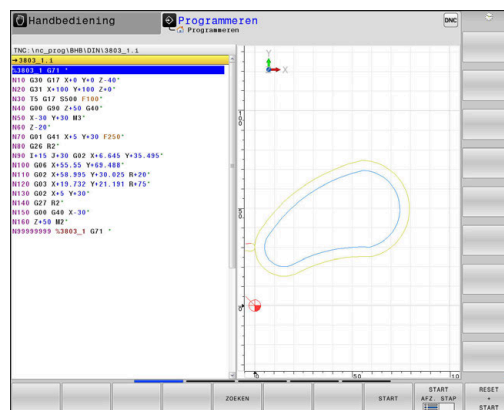 Handbediening
Programmeren
Programmeren
DNC
TNC:\nc_prog\BHB\DIN\3803_1.i
→3803_1.i
%3803_1 G71 *
N10 G30 G17 X+0 Y+0 Z-40*
N20 G31 X+100 Y+100 Z+0*
N30 T5 G17 S500 F100*
N40 G00 G90 Z+50 G40*
N50 X-30 Y+30 M3*
N60 Z-20*
N70 G01 G41 X+5 Y+30 F250*
N80 G26 R2*
N90 I+15 J+30 G02 X+6.645 Y+35.495*
N100 G06 X+55.55 Y+69.488*
N110 G02 X+58.995 Y+30.025 R+20*
N120 G03 X+19.732 Y+21.191 R+75*
N130 G02 X+5 Y+30*
N140 G27 R2*
N150 G00 G40 X-30*
N160 Z+50 M2*
N99999999 %3803_1 G71 *
Y
X
100
50
0
0
50
10
ZOEKEN
START
START
AFZ. STAP
RESET
+
START